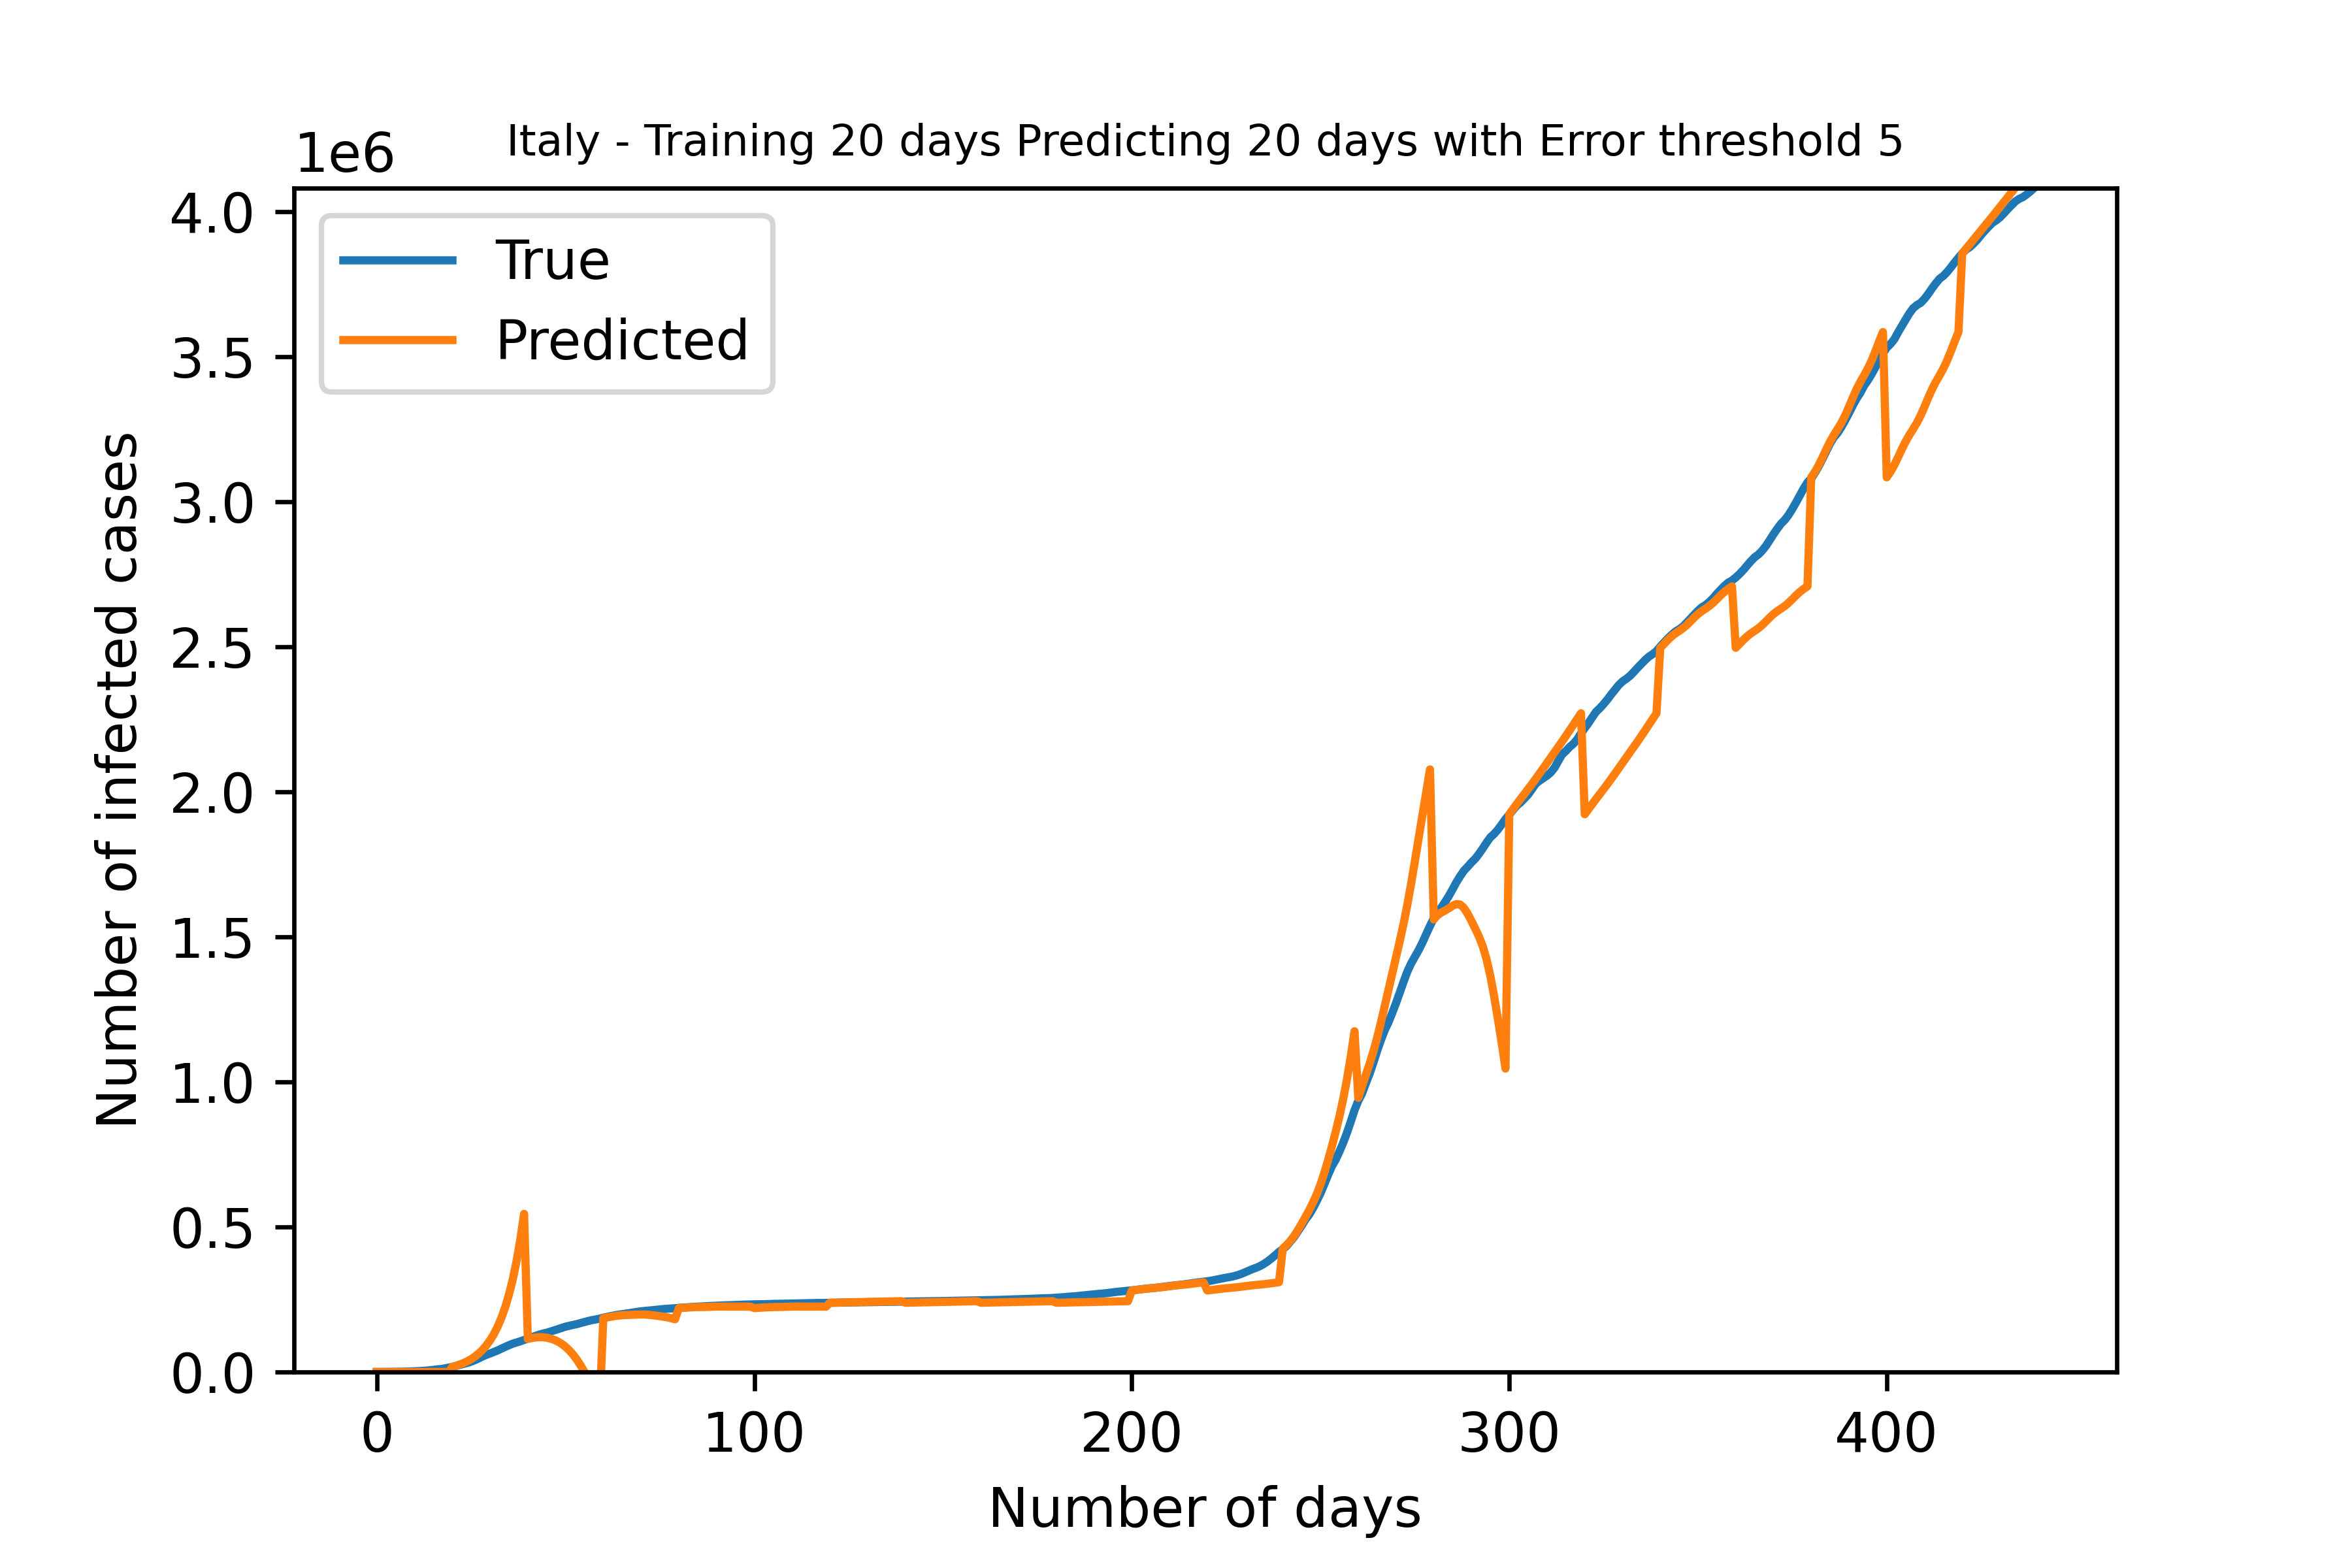 Italy - Training 20 days Predicting 20 days with Error threshold 5
1e6
4.0
3.5
3.0
2.5
2.0
1.5
1.0
0.5
0.0
True
Predicted
Number of infected cases
0 100 200 300 400
Number of days